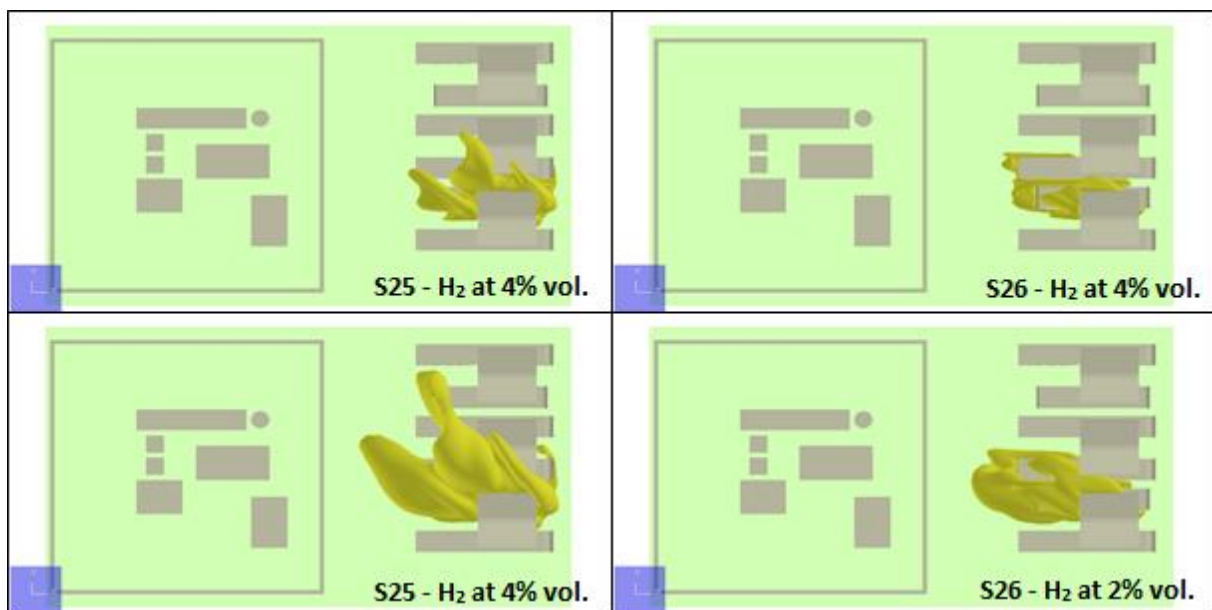 S25 - H₂ at 4% vol.
S26 - H₂ at 4% vol.
S25 - H₂ at 4% vol.
S26 - H₂ at 2% vol.